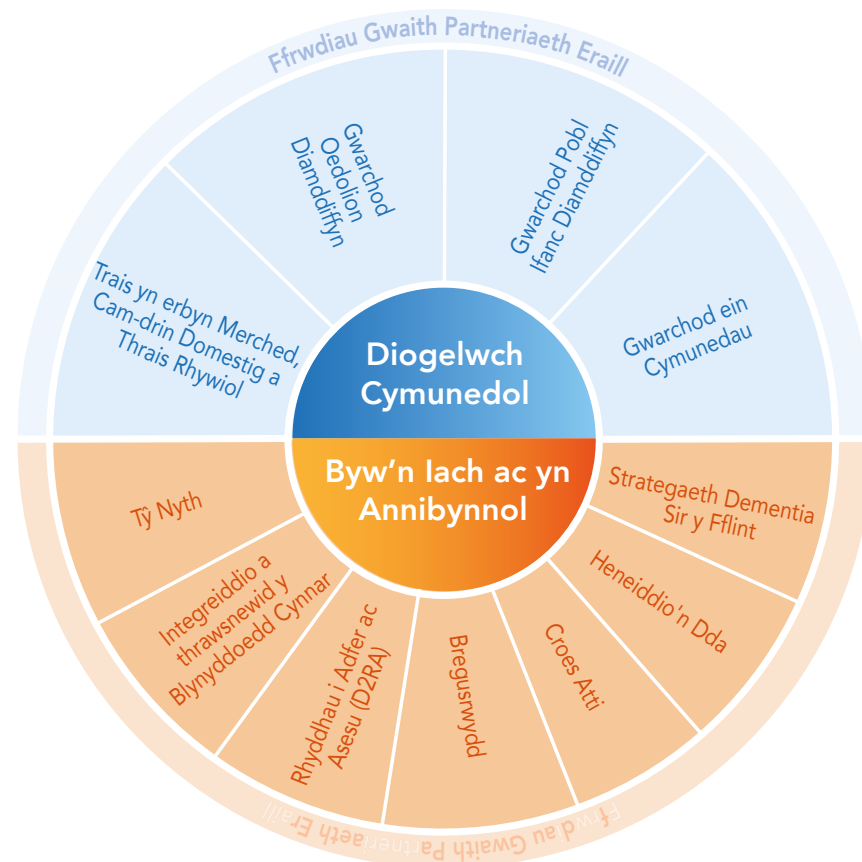 Ffrwdiau Gwaith Partneriaeth Eraill
Gwarchod
Oedolion
Diamddiffyn
Gwarchod Pobl
Ifanc Diamddiffyn
Trais yn erbyn Merched,
Cam-drin Domestig a
Thrais Rhywiol
Gwarchod ein
Cymunedau
Diogelwch
Cymunedol
Byw'n Iach ac yn
Annibynnol
Tŷ Nyth
Integreiddio a
thrawsnewid y
Blynyddoedd Cynnar
Rhyddhau i Adfer ac
Asesu (D2RA)
Bregusrwydd
Croes Atti
Heneiddio'n Dda
Strategaeth Dementia
Sir y Fflint
Ffrwdiau Gwaith Partneriaeth Eraill